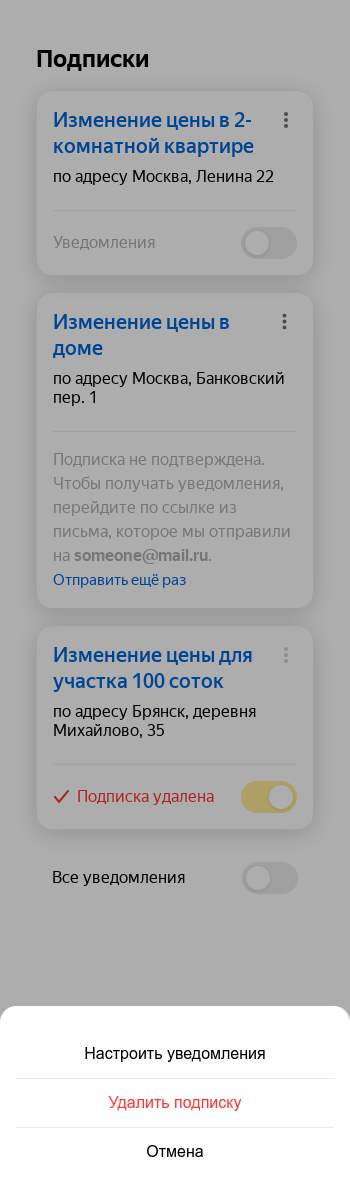 Подписки
Изменение цены в 2-
комнатной квартире
по адресу Москва, Ленина 22
Уведомления
Изменение цены в
доме
по адресу Москва, Банковский
пер. 1
Подписка не подтверждена.
Чтобы получать уведомления,
перейдите по ссылке из
письма, которое мы отправили
на someone@mail.ru.
Отправить ещё раз
Изменение цены для
участка 100 соток
по адресу Брянск, деревня
Михайлово, 35
Подписка удалена
Все уведомления
Настроить уведомления
Удалить подписку
Отмена